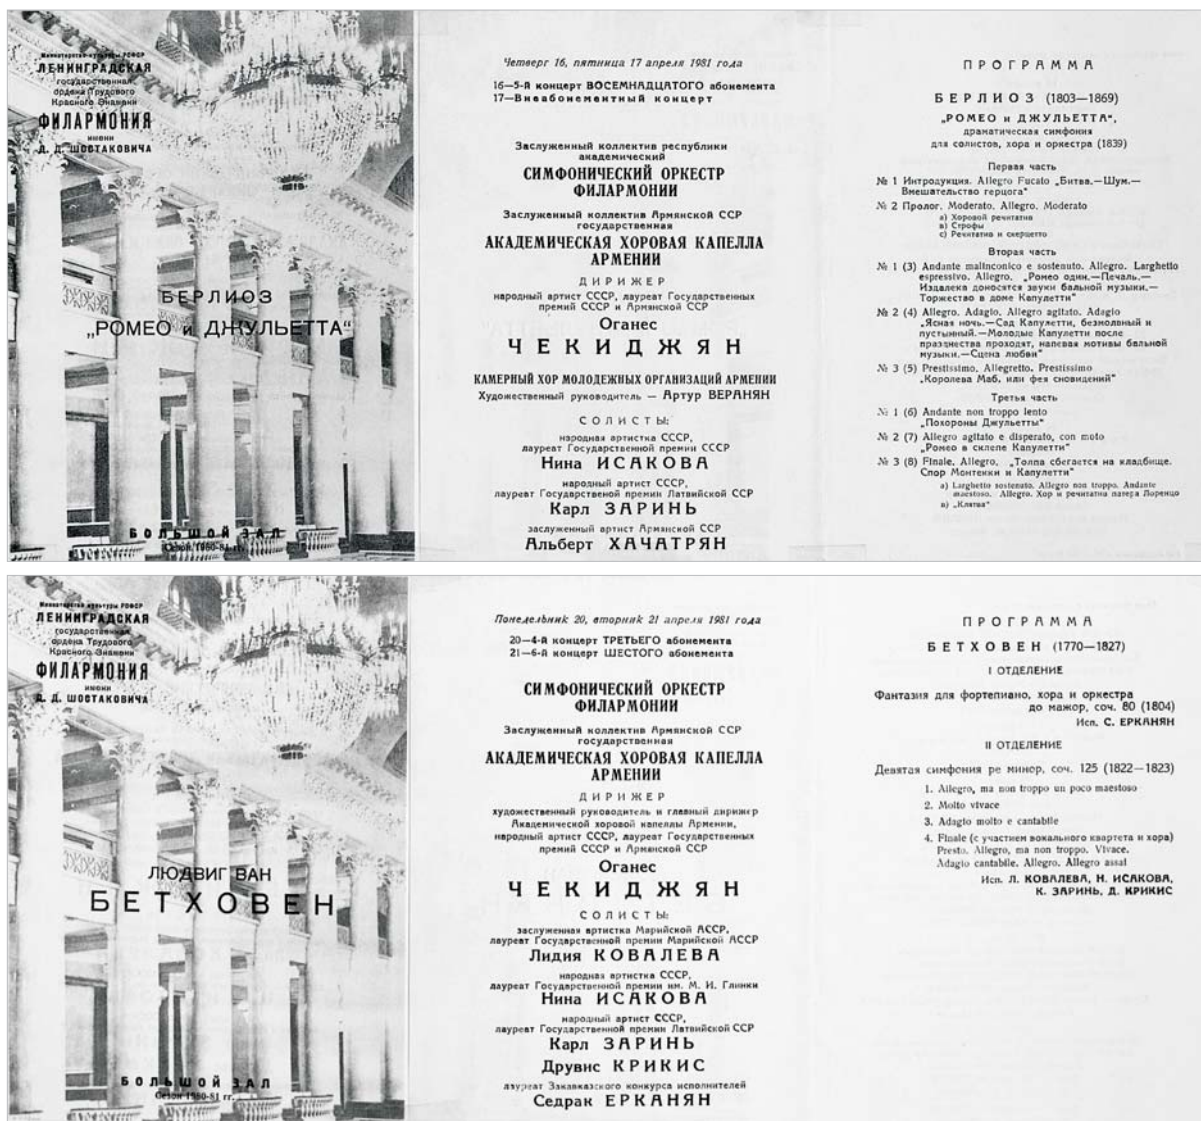 Министерство культуры РСФСР
ЛЕНИНГРАДСКАЯ
государственная
ордена Трудового
Красного Знамени
ФИЛАРМОНИЯ
имени
Д. Д. ШОСТАКОВИЧА
БЕРЛИОЗ
„РОМЕО и ДЖУЛЬЕТТА“
БОЛЬШОЙ ЗАЛ
Сезон 1980-81 гг.
Четверг 16, пятница 17 апреля 1981 года
16—5-й концерт ВОСЕМНАДЦАТОГО абонемента
17—Внеабонементный концерт
Заслуженный коллектив республики
академический
СИМФОНИЧЕСКИЙ ОРКЕСТР
ФИЛАРМОНИИ
Заслуженный коллектив Армянской ССР
государственная
АКАДЕМИЧЕСКАЯ ХОРОВАЯ КАПЕЛЛА
АРМЕНИИ
ДИРИЖЕР
народный артист СССР, лауреат Государственных
премий СССР и Армянской ССР
Оганес
ЧЕКИДЖЯН
КАМЕРНЫЙ ХОР МОЛОДЕЖНЫХ ОРГАНИЗАЦИЙ АРМЕНИИ
Художественный руководитель — Артур ВЕРАНЯН
СОЛИСТЫ:
народная артистка СССР,
лауреат Государственной премии СССР
Нина ИСАКОВА
народный артист СССР,
лауреат Государственой премии Латвийской ССР
Карл ЗАРИНЬ
заслуженный артист Армянской ССР
Альберт ХАЧАТРЯН
ПРОГРАММА
БЕРЛИОЗ (1803—1869)
„РОМЕО и ДЖУЛЬЕТТА“,
драматическая симфония
для солистов, хора и оркестра (1839)
Первая часть
№ 1 Интродукция. Allegro Fucato „Битва.—Шум.—
Вмешательство герцога“
№ 2 Пролог. Moderato. Allegro. Moderato
а) Хоровой речитатив
в) Строфы
с) Речитатив и скерцетто
Вторая часть
№ 1 (3) Andante malinconico e sostenuto. Allegro. Larghetto
espressivo. Allegro. „Ромео один.—Печаль.—
Издалека доносятся звуки бальной музыки.—
Торжество в доме Капулетти“
№ 2 (4) Allegro. Adagio. Allegro agitato. Adagio
„Ясная ночь.—Сад Капулетти, безмолвный и
пустынный.—Молодые Капулетти после
празднества проходят, напевая мотивы бальной
музыки.—Сцена любви“
№ 3 (5) Prestissimo. Allegretto. Prestissimo
„Королева Маб, или фея сновидений“
Третья часть
№ 1 (6) Andante non troppo lento
„Похороны Джульетты“
№ 2 (7) Allegro agitato e disperato, con moto
„Ромео в склепе Капулетти“
№ 3 (8) Finale. Allegro. „Толпа сбегается на кладбище.
Спор Монтекки и Капулетти“
а) Larghetto sostenuto. Allegro non troppo. Andante
maestoso. Allegro. Хор и речитатив патера Лоренцо
в) „Клятва“
Министерство культуры РСФСР
ЛЕНИНГРАДСКАЯ
государственная
ордена Трудового
Красного Знамени
ФИЛАРМОНИЯ
имени
Д. Д. ШОСТАКОВИЧА
ЛЮДВИГ ВАН
БЕТХОВЕН
БОЛЬШОЙ ЗАЛ
Сезон 1980-81 гг.
Понедельник 20, вторник 21 апреля 1981 года
20—4-й концерт ТРЕТЬЕГО абонемента
21—6-й концерт ШЕСТОГО абонемента
СИМФОНИЧЕСКИЙ ОРКЕСТР
ФИЛАРМОНИИ
Заслуженный коллектив Армянской ССР
государственная
АКАДЕМИЧЕСКАЯ ХОРОВАЯ КАПЕЛЛА
АРМЕНИИ
ДИРИЖЕР
художественный руководитель и главный дирижер
Академической хоровой капеллы Армении,
народный артист СССР, лауреат Государственных
премий СССР и Армянской ССР
Оганес
ЧЕКИДЖЯН
СОЛИСТЫ:
заслуженная артистка Марийской АССР,
лауреат Государственной премии Марийской АССР
Лидия КОВАЛЕВА
народная артистка СССР,
лауреат Государственной премии им. М. И. Глинки
Нина ИСАКОВА
народный артист СССР,
лауреат Государственной премии Латвийской ССР
Карл ЗАРИНЬ
Друвис КРИКИС
лауреат Закавказского конкурса исполнителей
Седрак ЕРКАНЯН
ПРОГРАММА
БЕТХОВЕН (1770—1827)
I ОТДЕЛЕНИЕ
Фантазия для фортепиано, хора и оркестра
до мажор, соч. 80 (1804)
Исп. С. ЕРКАНЯН
II ОТДЕЛЕНИЕ
Девятая симфония ре минор, соч. 125 (1822—1823)
1. Allegro, ma non troppo un poco maestoso
2. Molto vivace
3. Adagio molto e cantabile
4. Finale (с участием вокального квартета и хора)
Presto. Allegro, ma non troppo. Vivace.
Adagio cantabile. Allegro. Allegro assai
Исп. Л. КОВАЛЕВА, Н. ИСАКОВА,
К. ЗАРИНЬ, Д. КРИКИС